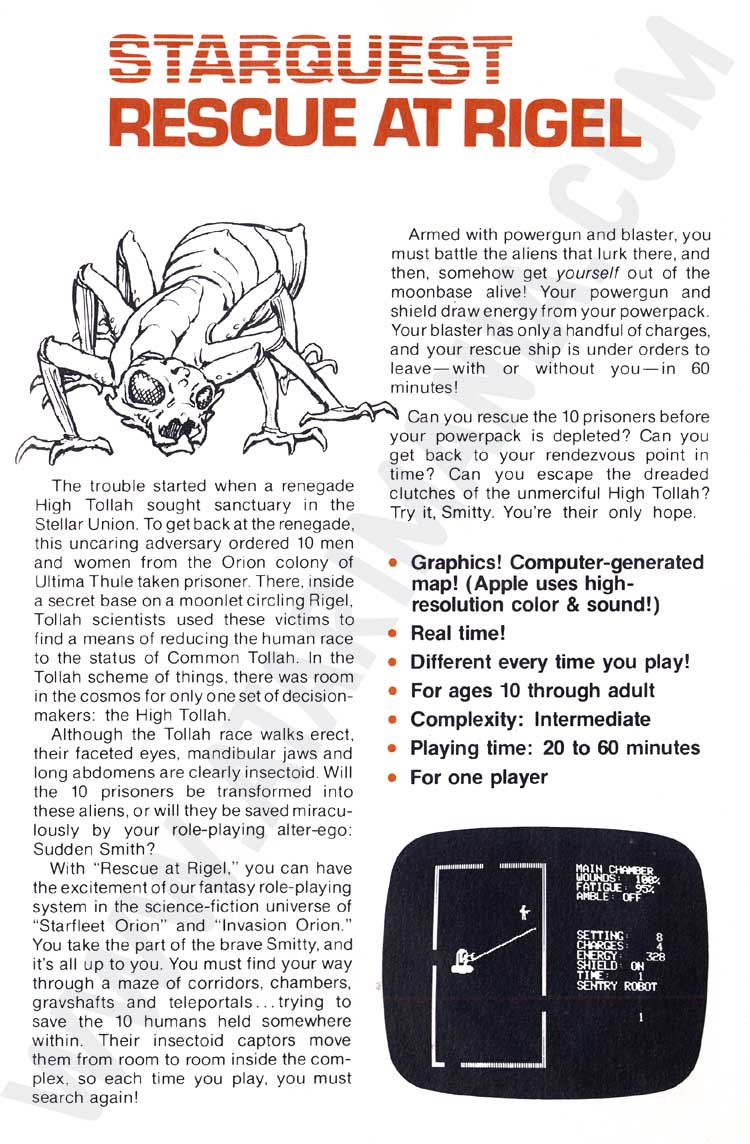 STARQUEST
RESCUE AT RIGEL
The trouble started when a renegade
High Tollah sought sanctuary in the
Stellar Union. To get back at the renegade,
this uncaring adversary ordered 10 men
and women from the Orion colony of
Ultima Thule taken prisoner. There, inside
a secret base on a moonlet circling Rigel,
Tollah scientists used these victims to
find a means of reducing the human race
to the status of Common Tollah. In the
Tollah scheme of things, there was room
in the cosmos for only one set of decision-
makers: the High Tollah.
Although the Tollah race walks erect,
their faceted eyes, mandibular jaws and
long abdomens are clearly insectoid. Will
the 10 prisoners be transformed into
these aliens, or will they be saved miracu-
lously by your role-playing alter-ego:
Sudden Smith?
With “Rescue at Rigel,” you can have
the excitement of our fantasy role-playing
system in the science-fiction universe of
“Starfleet Orion” and “Invasion Orion.”
You take the part of the brave Smitty, and
it's all up to you. You must find your way
through a maze of corridors, chambers,
gravshafts and teleportals...trying to
save the 10 humans held somewhere
within. Their insectoid captors move
them from room to room inside the com-
plex, so each time you play, you must
search again!
Armed with powergun and blaster, you
must battle the aliens that lurk there, and
then, somehow get yourself out of the
moonbase alive! Your powergun and
shield draw energy from your powerpack.
Your blaster has only a handful of charges,
and your rescue ship is under orders to
leave—with or without you—in 60
minutes!
Can you rescue the 10 prisoners before
your powerpack is depleted? Can you
get back to your rendezvous point in
time? Can you escape the dreaded
clutches of the unmerciful High Tollah?
Try it, Smitty. You're their only hope.
• Graphics! Computer-generated
map! (Apple uses high-
resolution color & sound!)
• Real time!
• Different every time you play!
• For ages 10 through adult
• Complexity: Intermediate
• Playing time: 20 to 60 minutes
• For one player
MAIN CHAMBER
WOUNDS: 100%
FATIGUE: 95%
AMBLE: OFF
SETTING: 8
CHARGES: 4
ENERGY: 328
SHIELD: ON
TIME: 1
SENTRY ROBOT
1
WWW.ATARIMANIA.COM